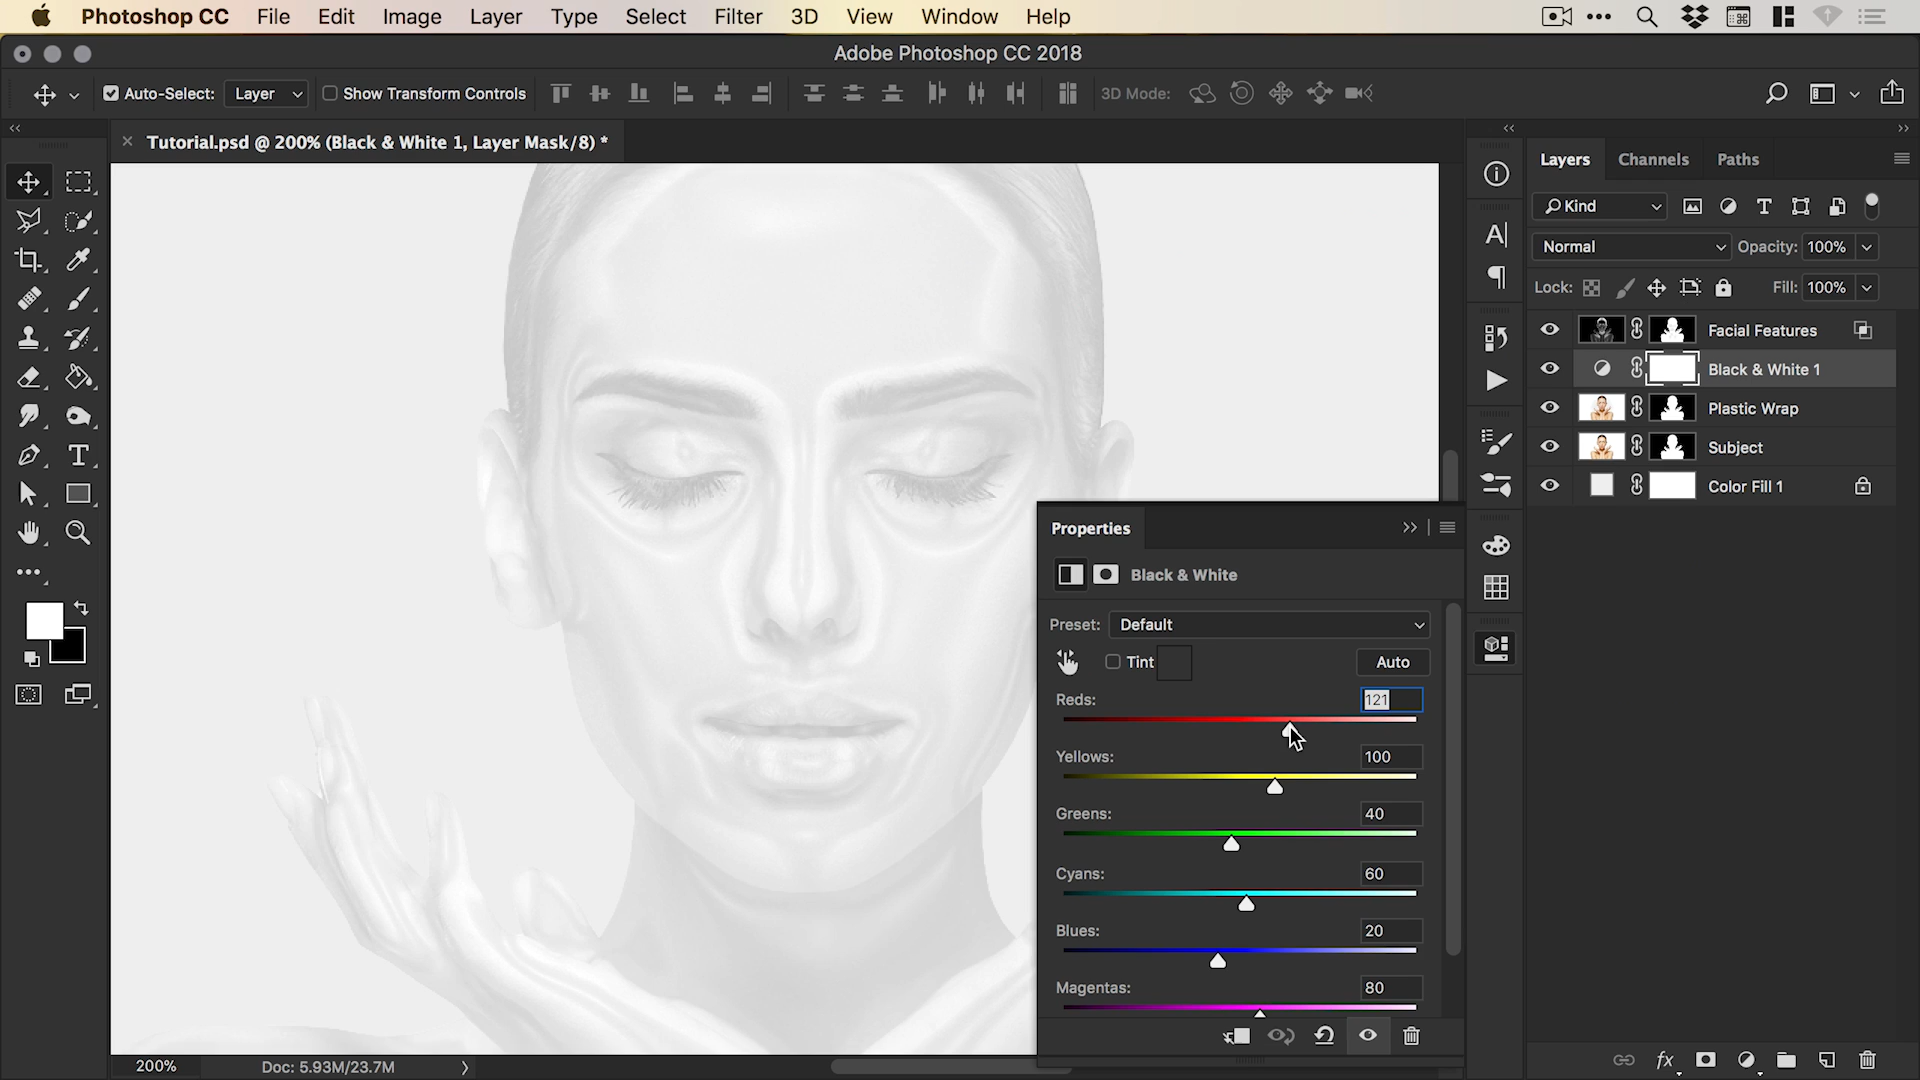 Photoshop CC File Edit Image Layer Type Select Filter 3D View Window Help
Adobe Photoshop CC 2018
Auto-Select: Layer Show Transform Controls 3D Mode:
Tutorial.psd @ 200% (Black & White 1, Layer Mask/8) *
Layers Channels Paths
Kind
Normal Opacity: 100%
Lock: Fill: 100%
Facial Features
Black & White 1
Plastic Wrap
Subject
Color Fill 1
Properties
Black & White
Preset: Default
Tint Auto
Reds: 121
Yellows: 100
Greens: 40
Cyans: 60
Blues: 20
Magentas: 80
200% Doc: 5.93M/23.7M